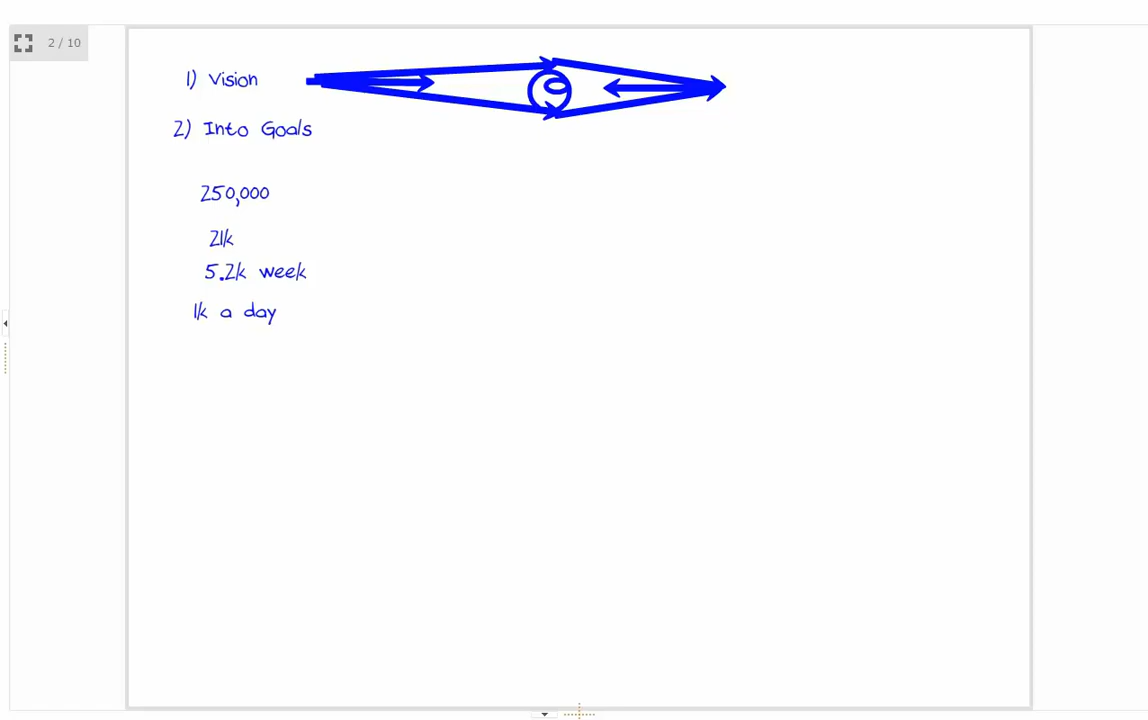 2 / 10
1) Vision
2) Into Goals
250,000
21k
5.2k week
1k a day